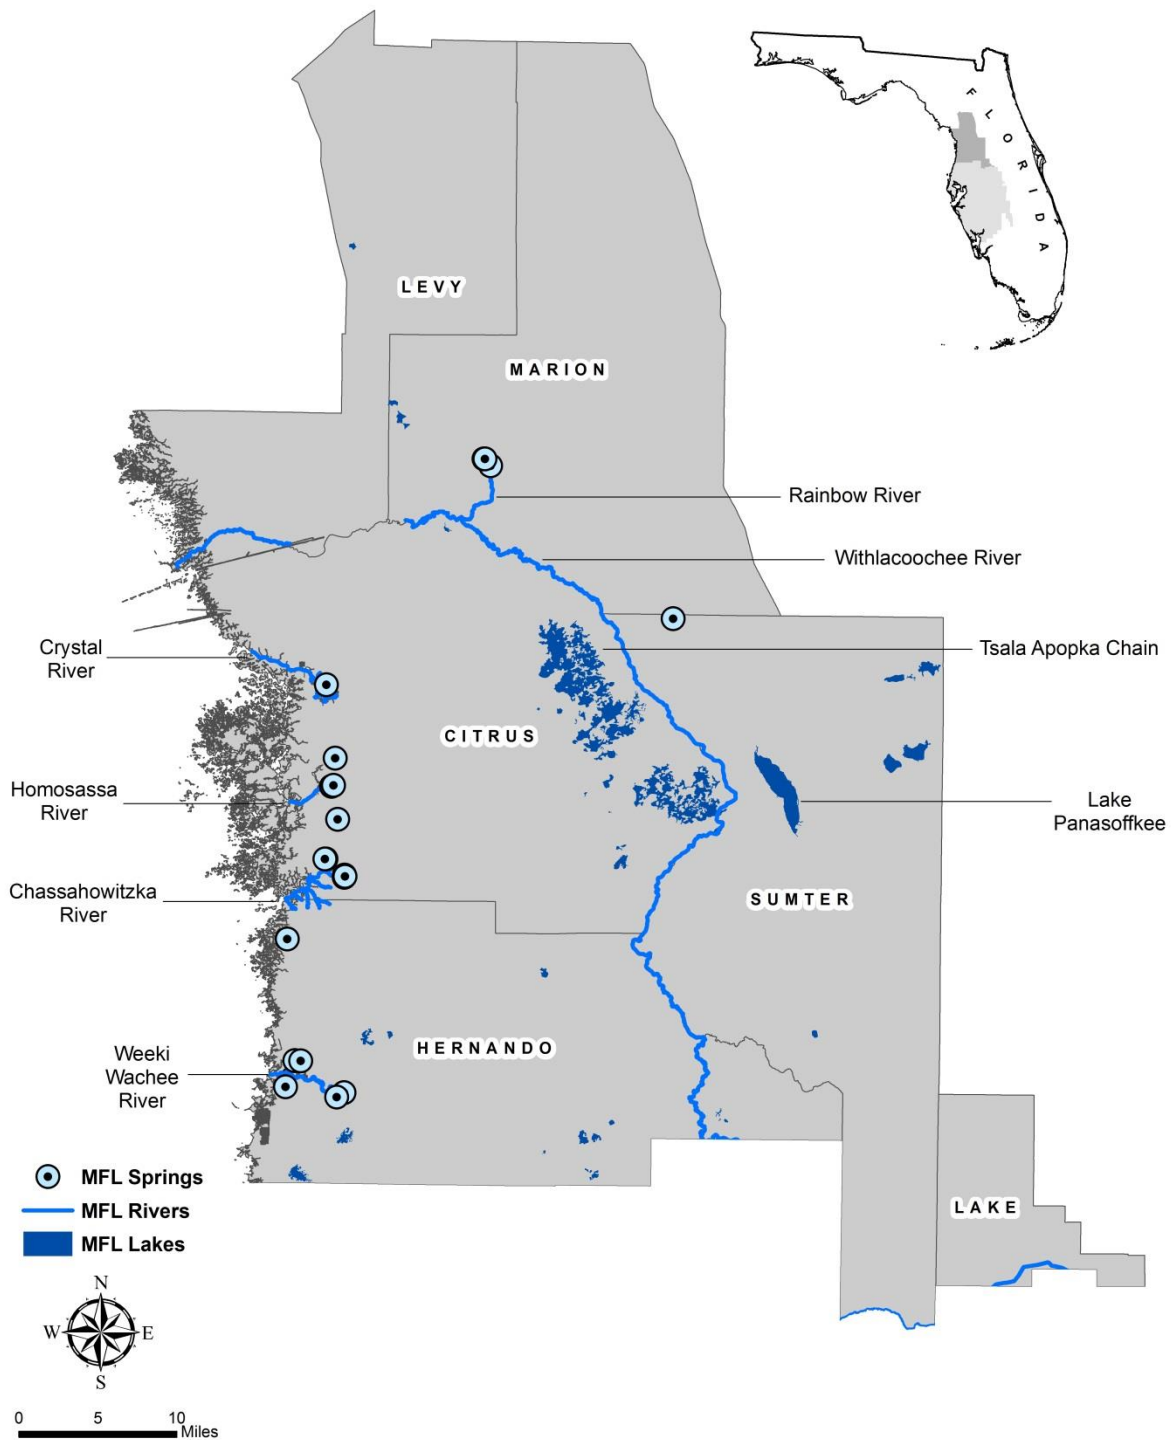 FLORIDA
LEVY
MARION
Rainbow River
Withlacoochee River
Tsala Apopka Chain
Crystal
River
CITRUS
Homosassa
River
Lake
Panasoffkee
Chassahowitzka
River
SUMTER
HERNANDO
Weeki
Wachee
River
MFL Springs
MFL Rivers
MFL Lakes
LAKE
N
W E
S
0 5 10
Miles